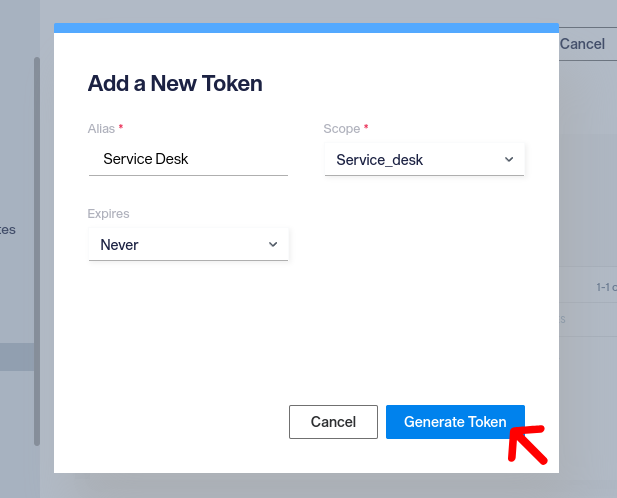 Cancel
Add a New Token
Alias *
Scope *
Service Desk
Service_desk
Expires
tes
Never
1-1 o
s
Cancel
Generate Token